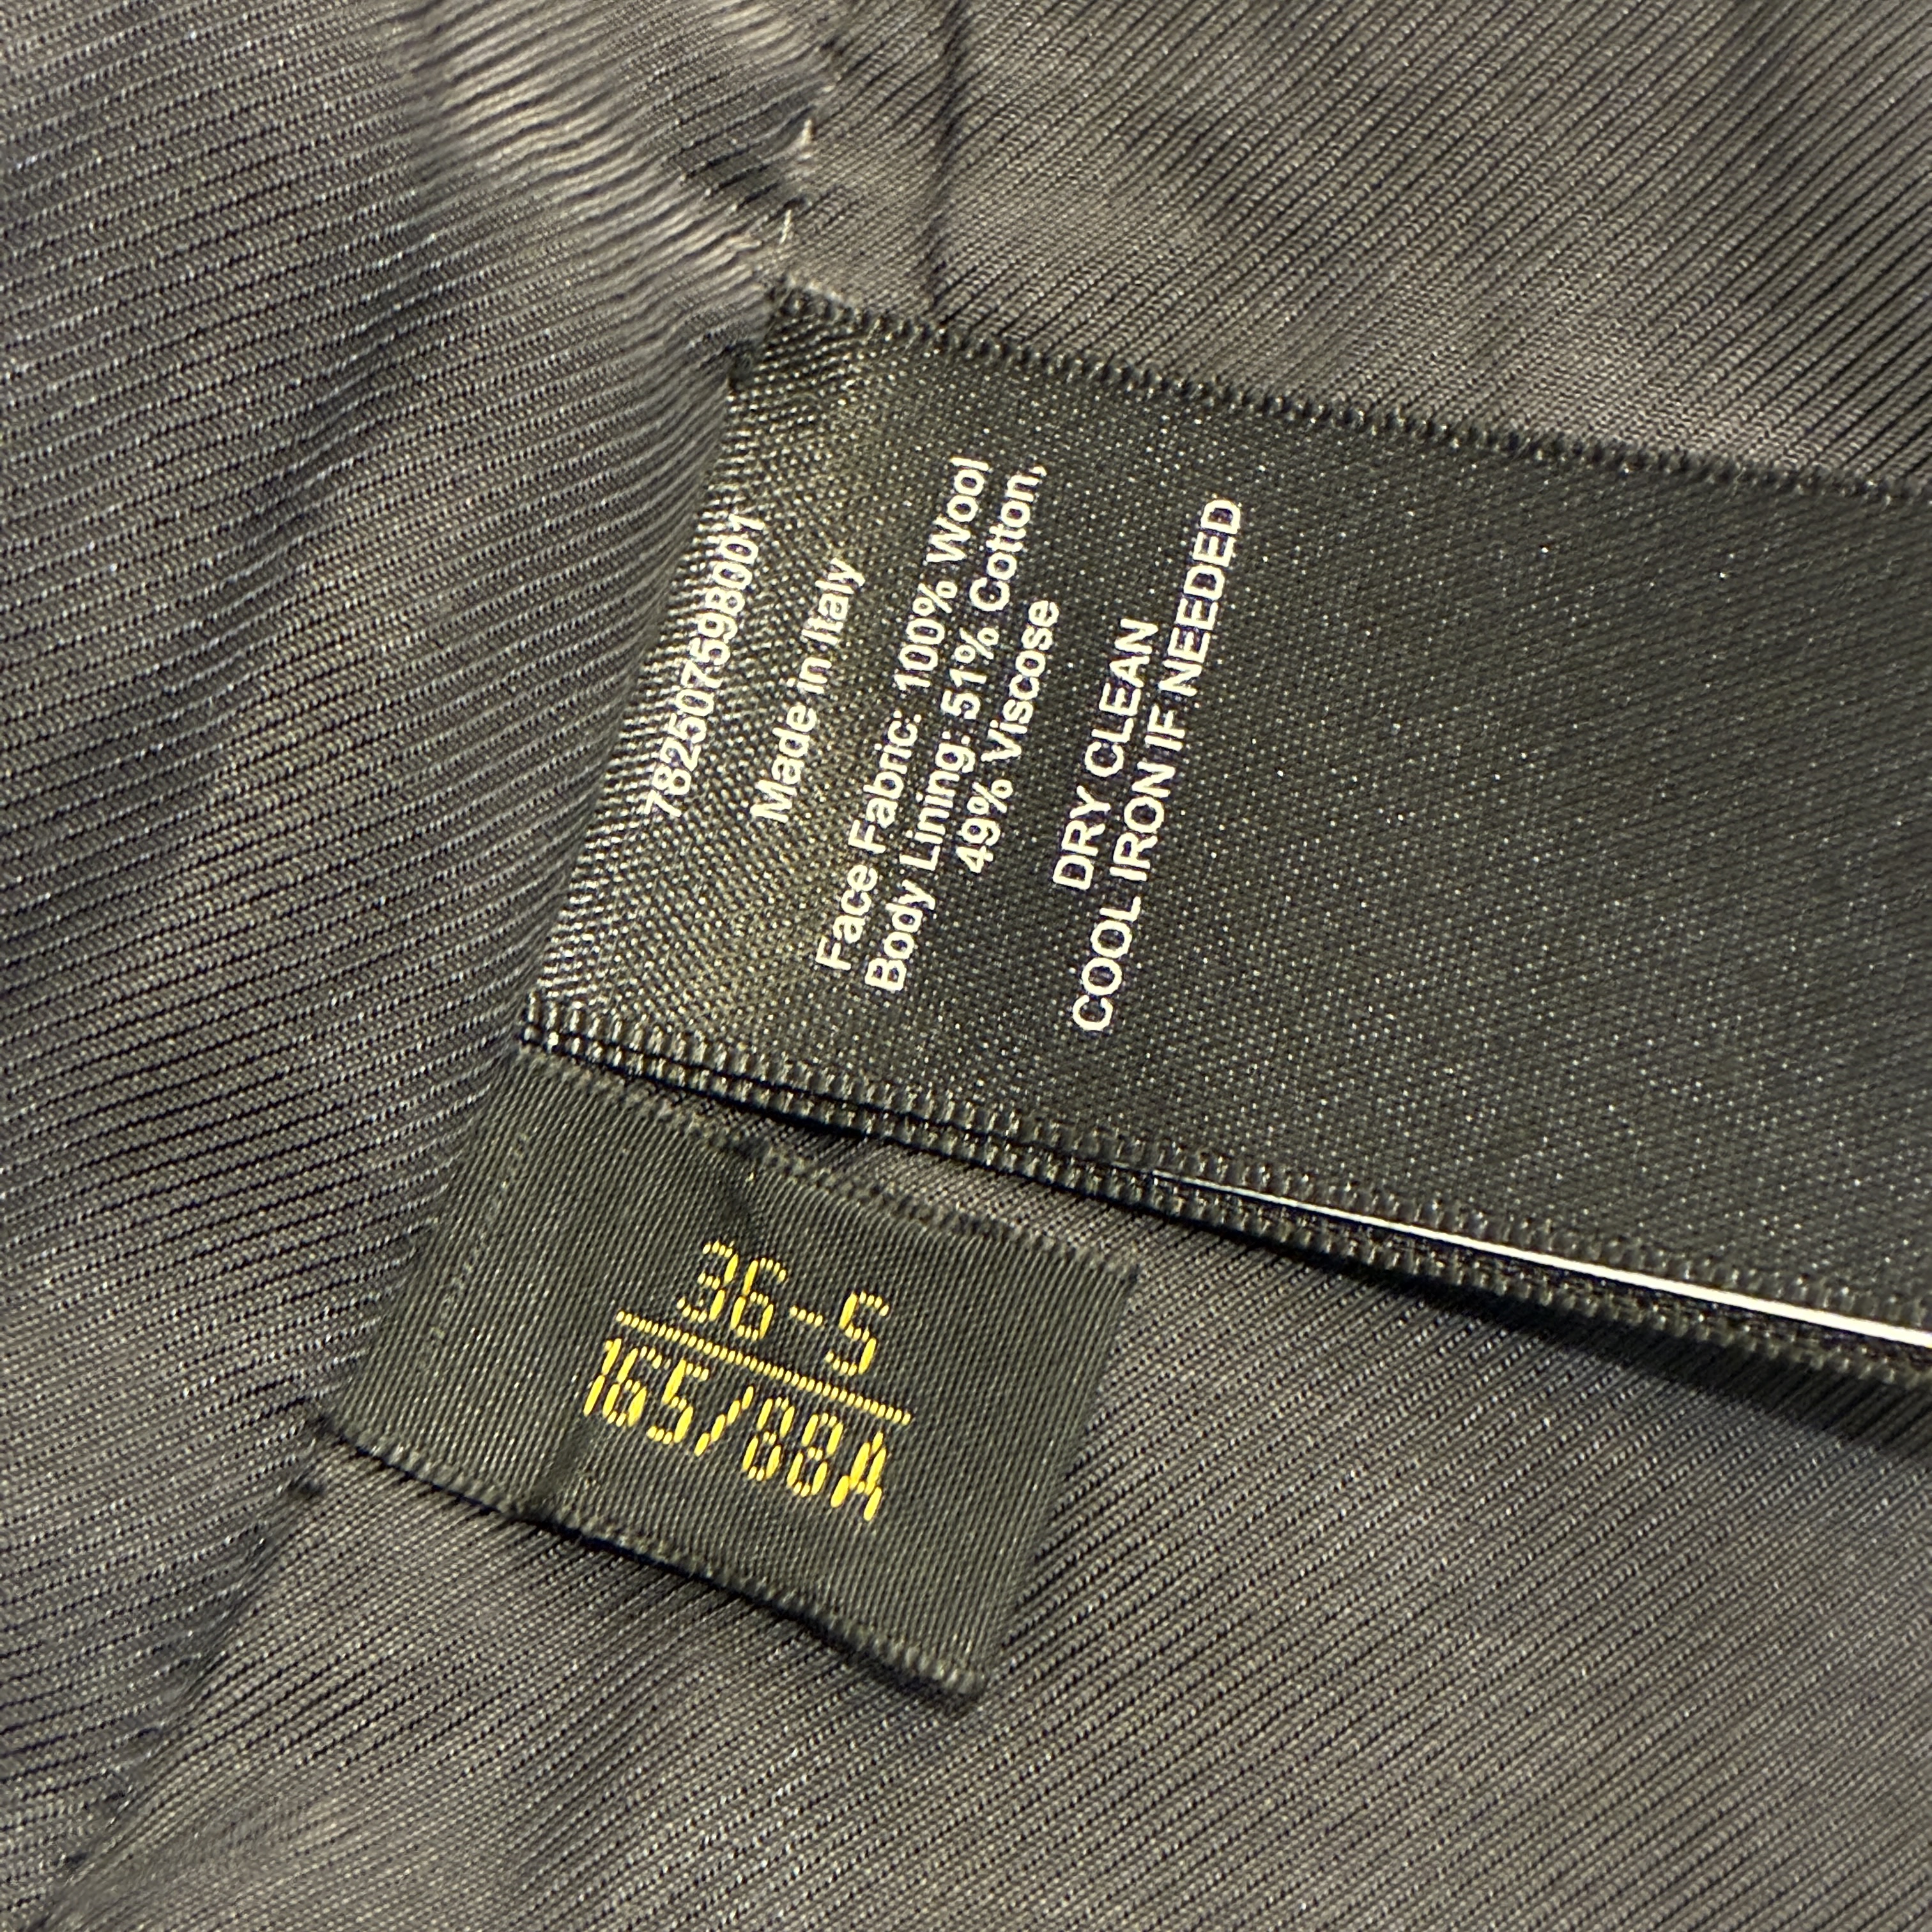 782507598001
Made in Italy
Face Fabric: 100% Wool
Body Lining: 51% Cotton,
49% Viscose
DRY CLEAN
COOL IRON IF NEEDED
36-S
165/88A